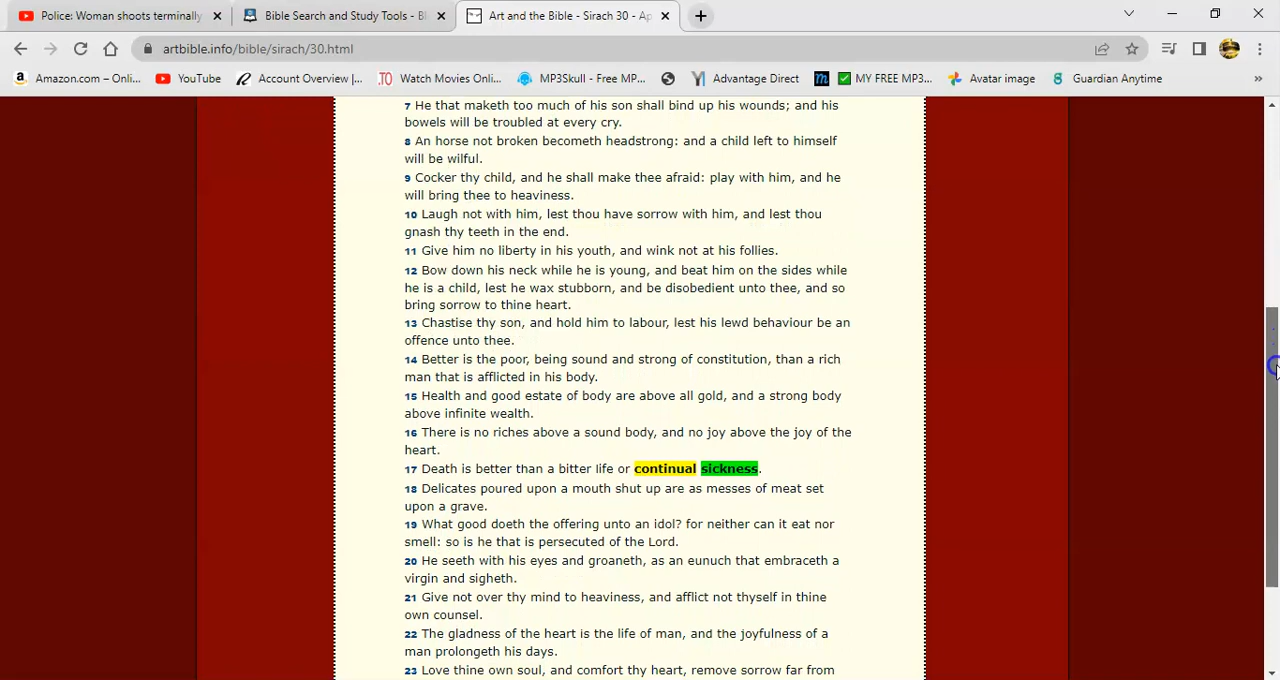 Police: Woman shoots terminally
Bible Search and Study Tools -
Art and the Bible - Sirach 30 - Ap
artbible.info/bible/sirach/30.html
Amazon.com – Onli...
YouTube
Account Overview |...
Watch Movies Onlin...
MP3Skull - Free MP...
Advantage Direct
MY FREE MP3...
Avatar image
Guardian Anytime
7 He that maketh too much of his son shall bind up his wounds; and his
bowels will be troubled at every cry.
8 An horse not broken becometh headstrong: and a child left to himself
will be wilful.
9 Cocker thy child, and he shall make thee afraid: play with him, and he
will bring thee to heaviness.
10 Laugh not with him, lest thou have sorrow with him, and lest thou
gnash thy teeth in the end.
11 Give him no liberty in his youth, and wink not at his follies.
12 Bow down his neck while he is young, and beat him on the sides while
he is a child, lest he wax stubborn, and be disobedient unto thee, and so
bring sorrow to thine heart.
13 Chastise thy son, and hold him to labour, lest his lewd behaviour be an
offence unto thee.
14 Better is the poor, being sound and strong of constitution, than a rich
man that is afflicted in his body.
15 Health and good estate of body are above all gold, and a strong body
above infinite wealth.
16 There is no riches above a sound body, and no joy above the joy of the
heart.
17 Death is better than a bitter life or continual sickness.
18 Delicates poured upon a mouth shut up are as messes of meat set
upon a grave.
19 What good doeth the offering unto an idol? for neither can it eat nor
smell: so is he that is persecuted of the Lord.
20 He seeth with his eyes and groaneth, as an eunuch that embraceth a
virgin and sigheth.
21 Give not over thy mind to heaviness, and afflict not thyself in thine
own counsel.
22 The gladness of the heart is the life of man, and the joyfulness of a
man prolongeth his days.
23 Love thine own soul, and comfort thy heart, remove sorrow far from